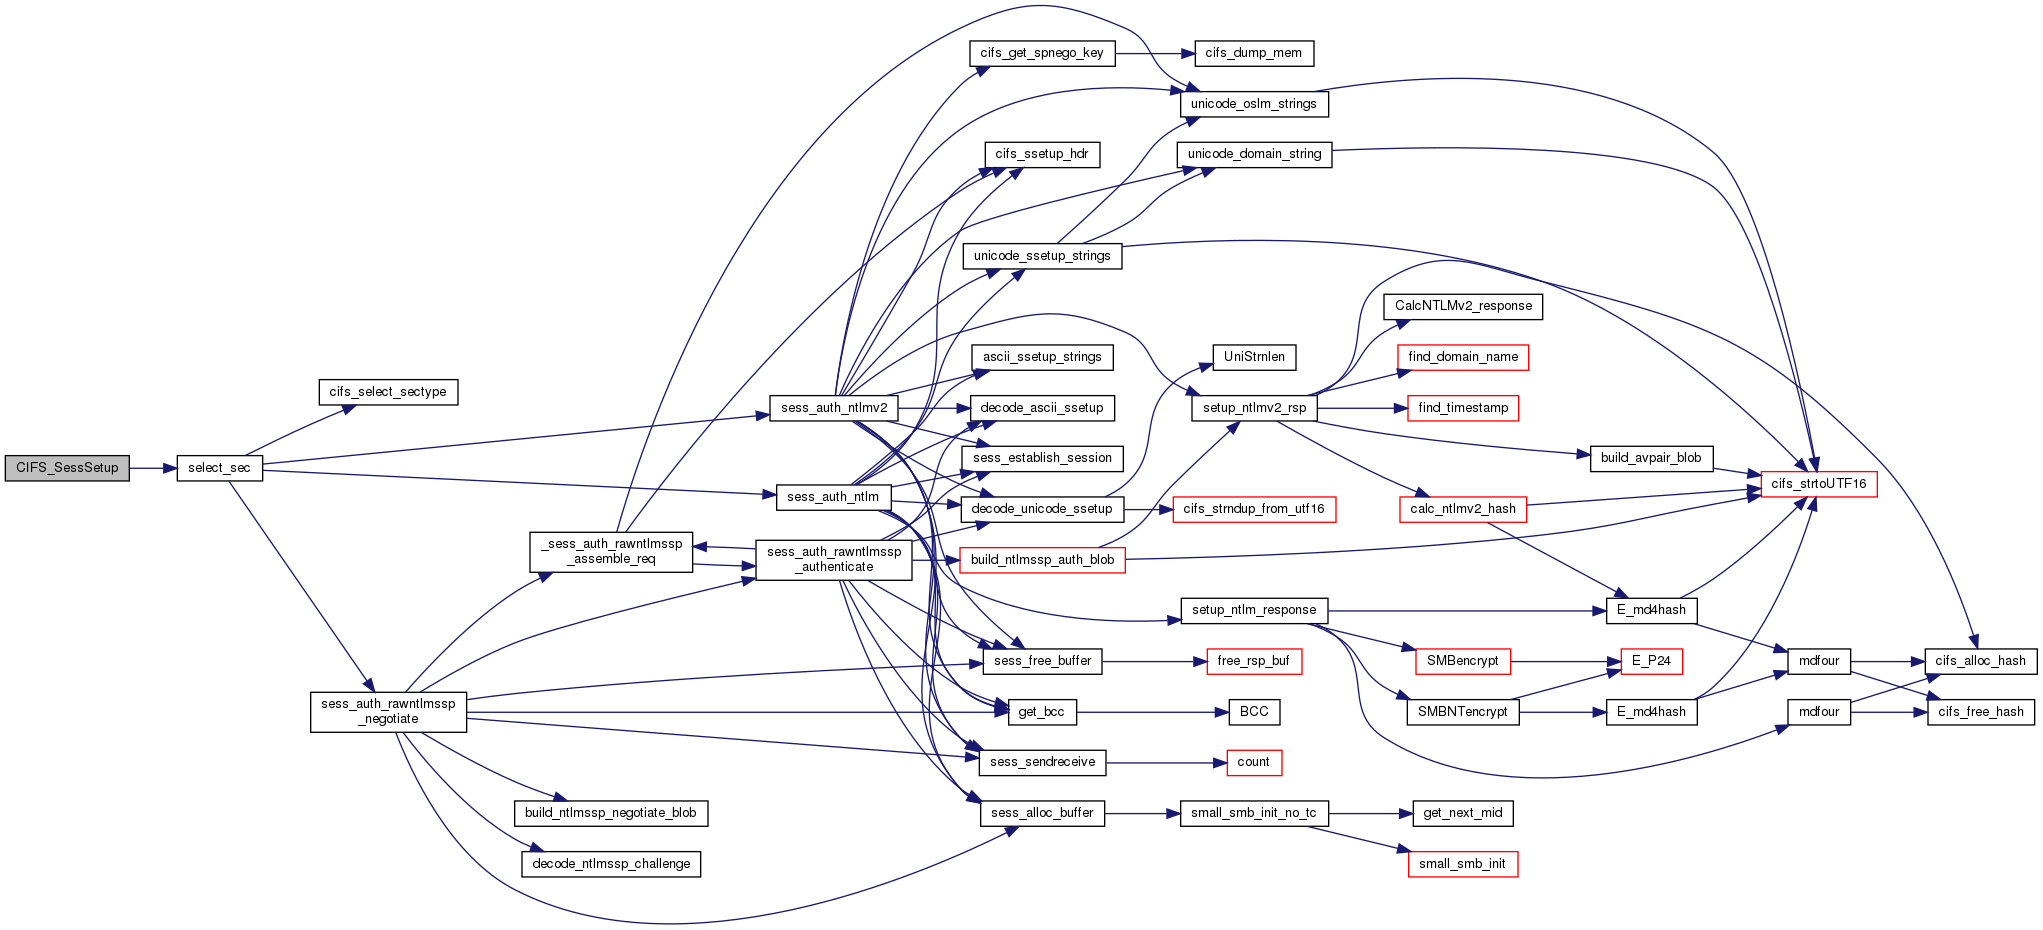 CIFS_SessSetup
select_sec
cifs_select_sectype
_sess_auth_rawntlmssp
_assemble_req
sess_auth_rawntlmssp
_negotiate
build_ntlmssp_negotiate_blob
decode_ntlmssp_challenge
sess_auth_ntlmv2
sess_auth_ntlm
sess_auth_rawntlmssp
_authenticate
cifs_get_spnego_key
cifs_ssetup_hdr
unicode_ssetup_strings
ascii_ssetup_strings
decode_ascii_ssetup
sess_establish_session
decode_unicode_ssetup
build_ntlmssp_auth_blob
sess_free_buffer
get_bcc
sess_sendreceive
sess_alloc_buffer
cifs_dump_mem
unicode_oslm_strings
unicode_domain_string
UniStrnlen
setup_ntlmv2_rsp
cifs_strndup_from_utf16
setup_ntlm_response
free_rsp_buf
BCC
count
small_smb_init_no_tc
CalcNTLMv2_response
find_domain_name
find_timestamp
calc_ntlmv2_hash
SMBencrypt
SMBNTencrypt
get_next_mid
small_smb_init
build_avpair_blob
E_md4hash
E_P24
E_md4hash
cifs_strtoUTF16
mdfour
mdfour
cifs_alloc_hash
cifs_free_hash